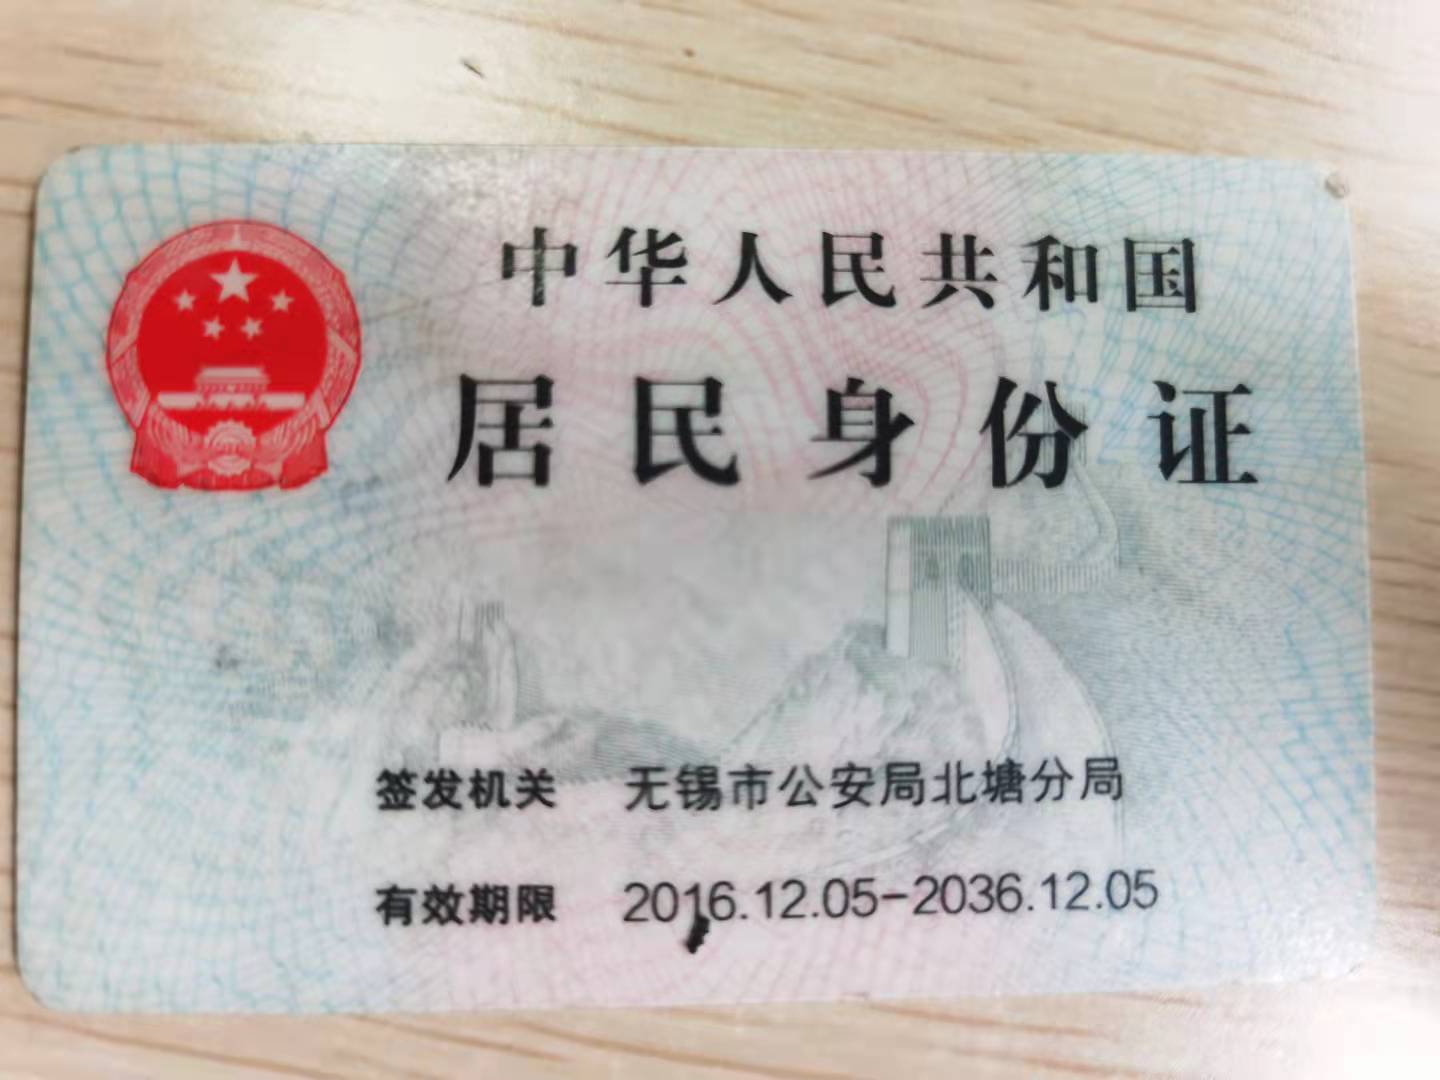 中华人民共和国
居民身份证
签发机关 无锡市公安局北塘分局
有效期限 2016.12.05-2036.12.05